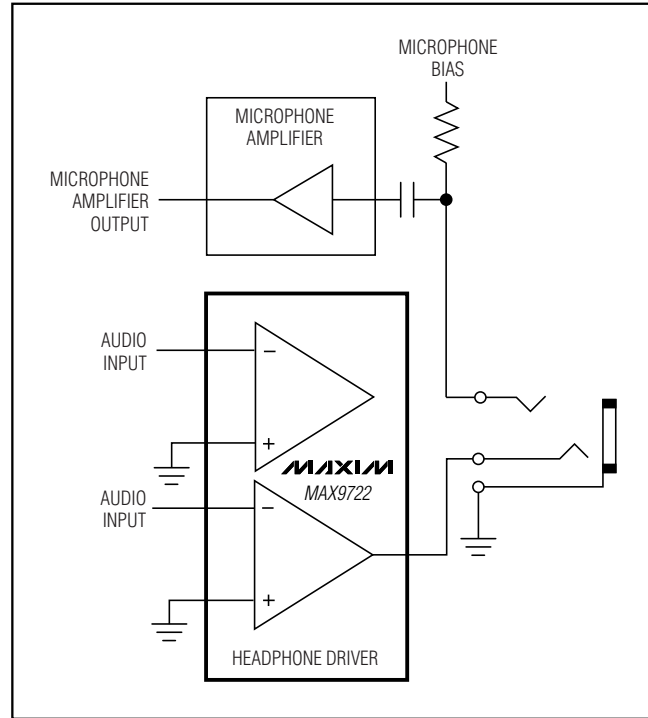 MICROPHONE
BIAS
MICROPHONE
AMPLIFIER
MICROPHONE
AMPLIFIER
OUTPUT
AUDIO
INPUT
−
+
MAXIM
MAX9722
AUDIO
INPUT
−
+
HEADPHONE DRIVER